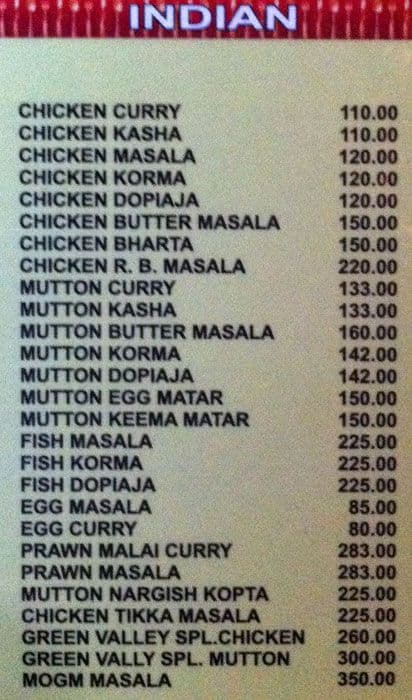 INDIAN
CHICKEN CURRY 110.00
CHICKEN KASHA 110.00
CHICKEN MASALA 120.00
CHICKEN KORMA 120.00
CHICKEN DOPIAJA 120.00
CHICKEN BUTTER MASALA 150.00
CHICKEN BHARTA 150.00
CHICKEN R. B. MASALA 220.00
MUTTON CURRY 133.00
MUTTON KASHA 133.00
MUTTON BUTTER MASALA 160.00
MUTTON KORMA 142.00
MUTTON DOPIAJA 142.00
MUTTON EGG MATAR 150.00
MUTTON KEEMA MATAR 150.00
FISH MASALA 225.00
FISH KORMA 225.00
FISH DOPIAJA 225.00
EGG MASALA 85.00
EGG CURRY 80.00
PRAWN MALAI CURRY 283.00
PRAWN MASALA 283.00
MUTTON NARGISH KOPTA 225.00
CHICKEN TIKKA MASALA 225.00
GREEN VALLEY SPL.CHICKEN 260.00
GREEN VALLY SPL. MUTTON 300.00
MOGM MASALA 350.00